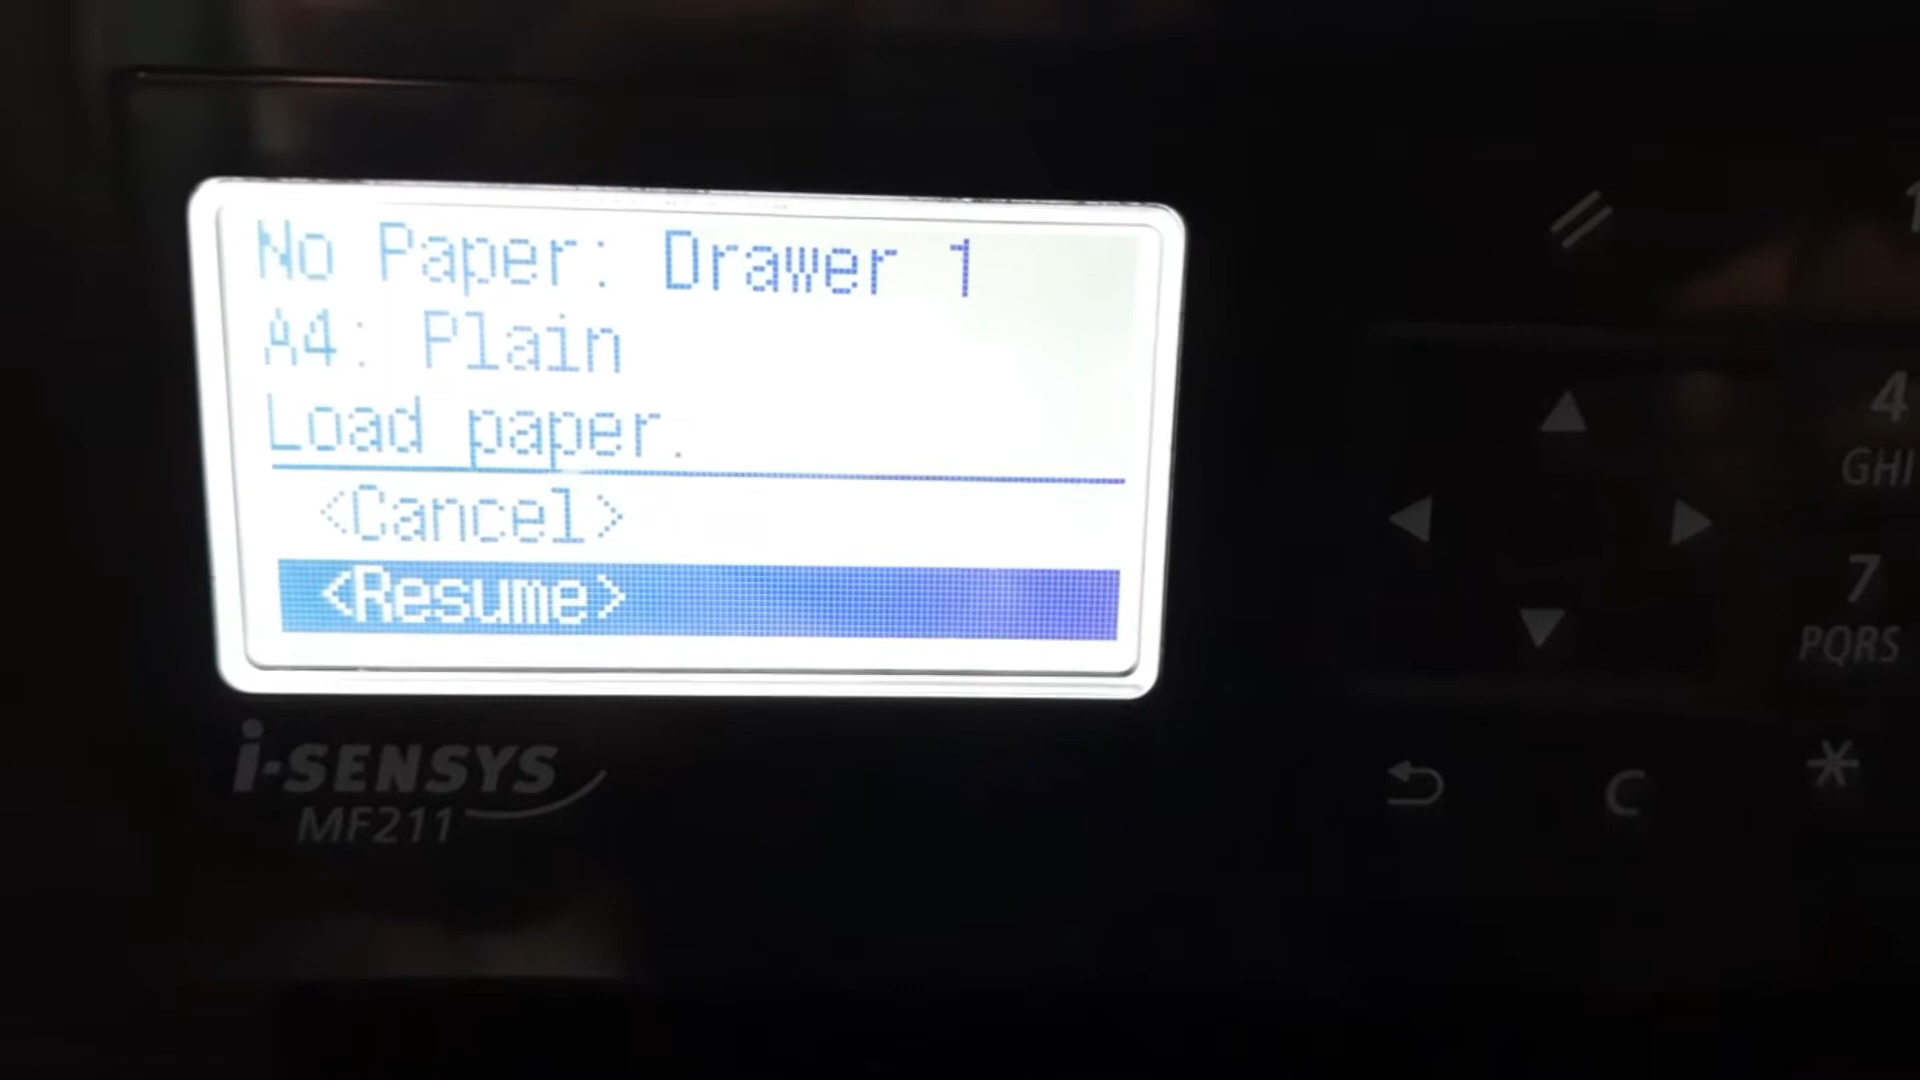 No Paper: Drawer 1
A4: Plain
Load paper.
<Cancel>
<Resume>
i-SENSYS
MF211
4
GHI
7
PQRS
C